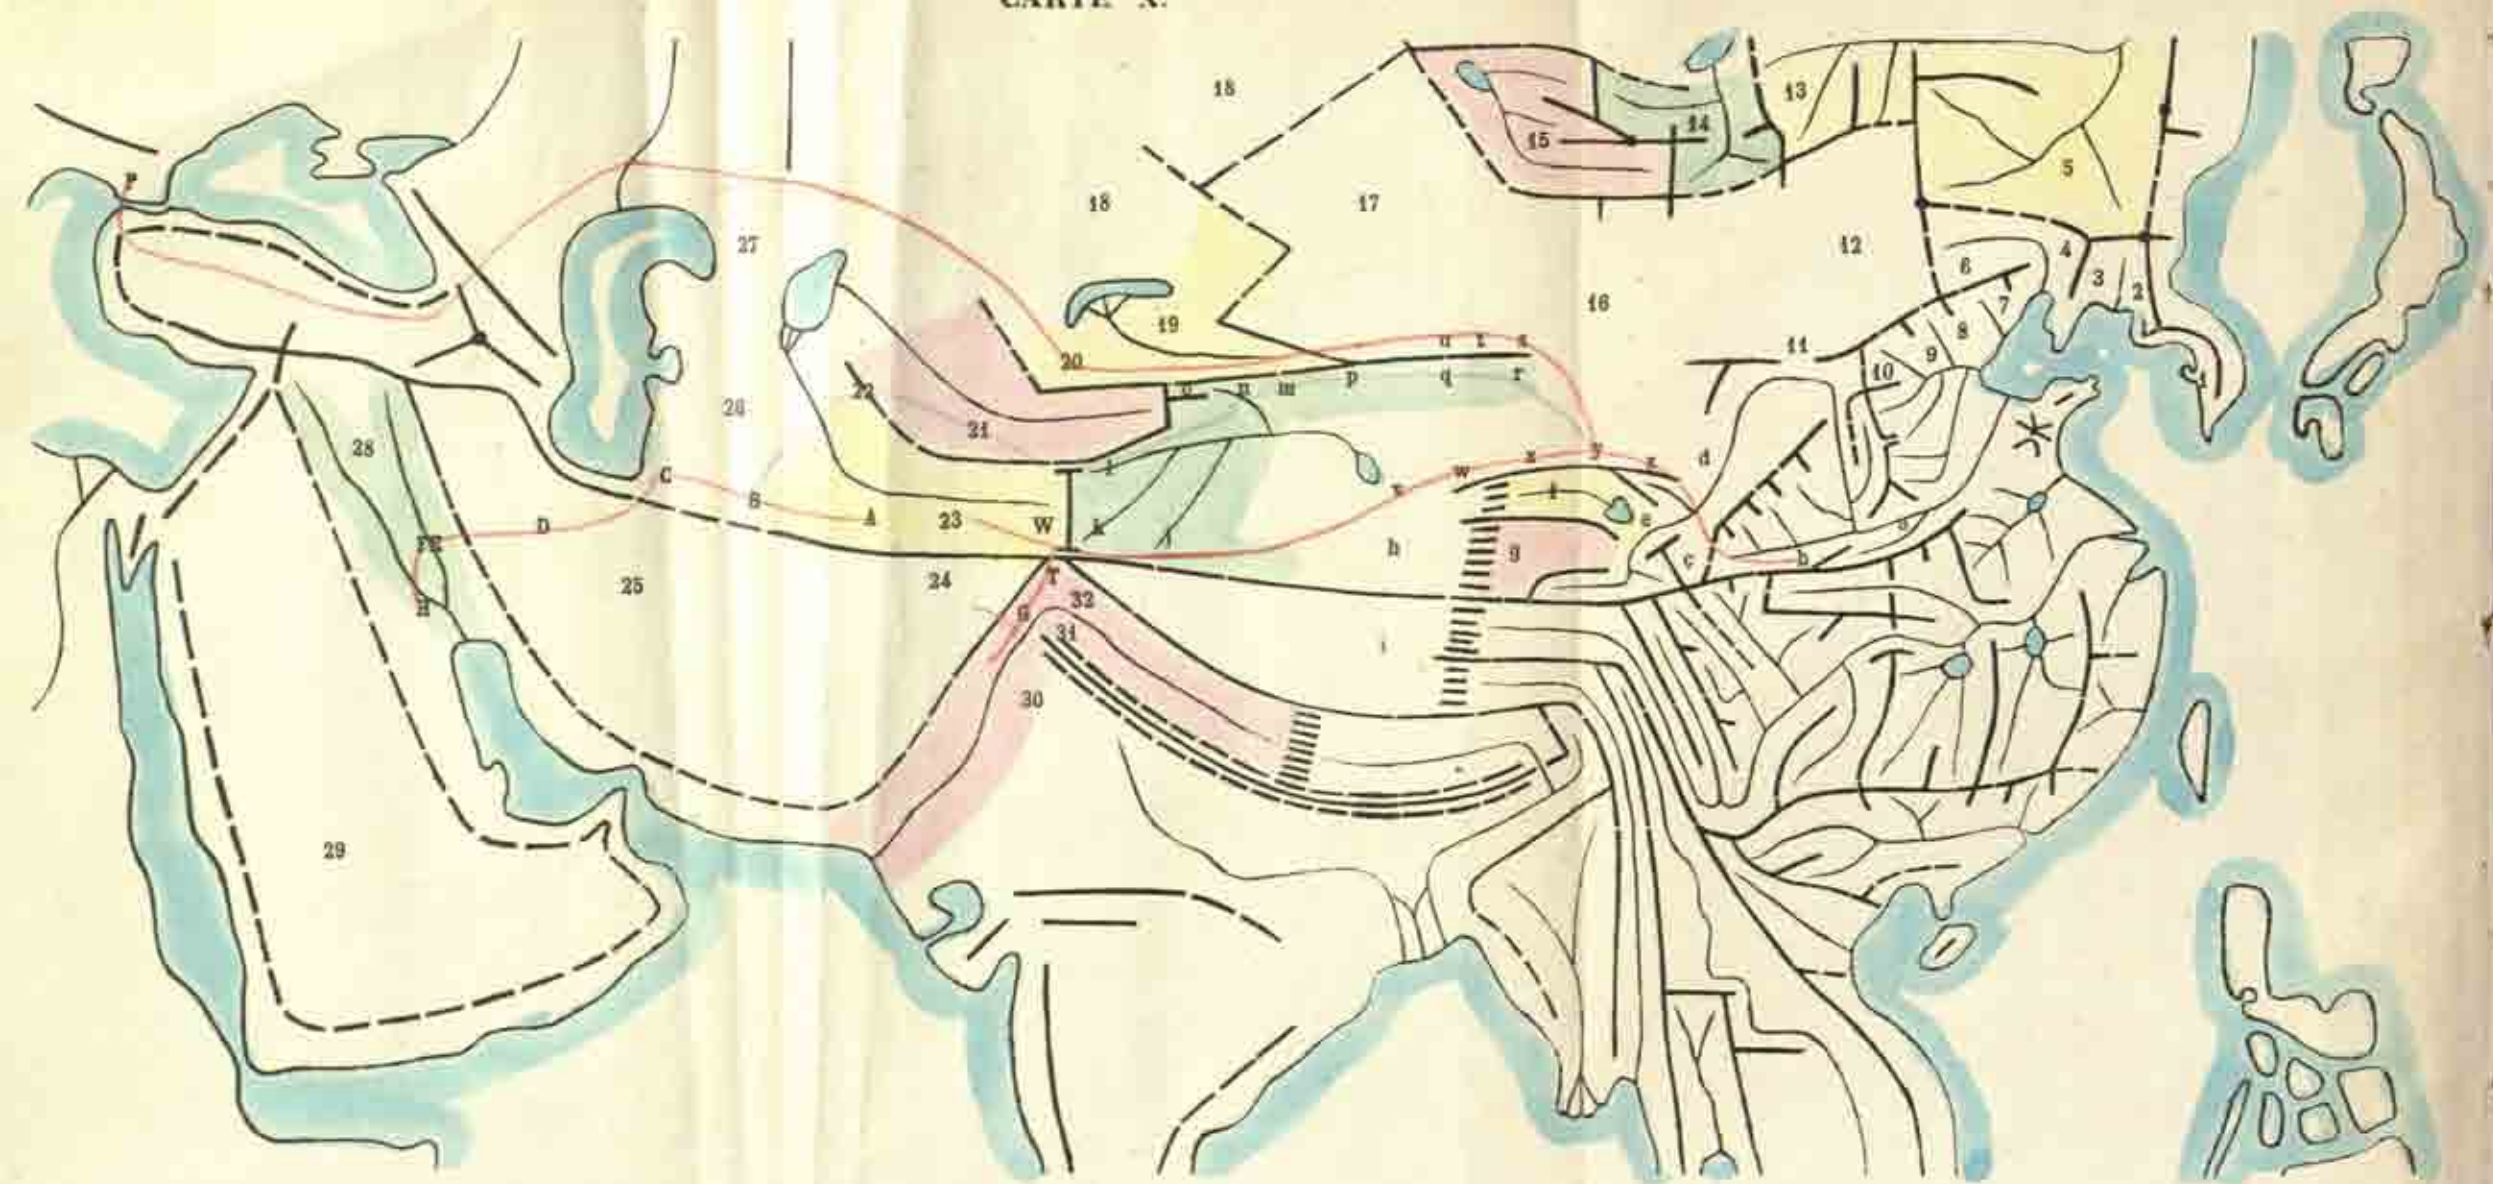 CARTE X.
18
13
15
14
5
P
18
17
27
12
4
6
3
2
7
16
19
8
11
9
20
u
t
s
1
10
22
o
n
m
p
q
r
26
21
28
l
C
v
w
x
y
z
d
B
A
23
W
k
f
e
a
D
F
E
j
h
g
c
b
25
24
T
H
G
32
31
i
30
29